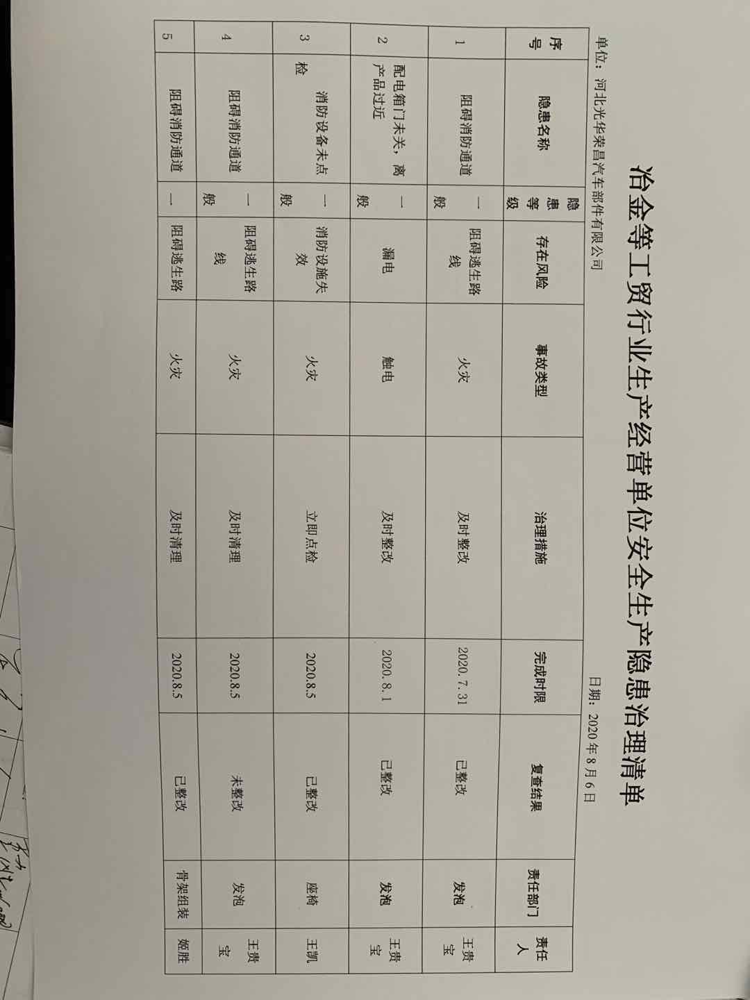 冶金等工贸行业生产经营单位安全生产隐患治理清单
单位：河北光华荣昌汽车部件有限公司 日期：2020年8月6日
序号 隐患名称 隐患等级 存在风险 事故类型 治理措施 完成时限 复查结果 责任部门 责任人
1 阻碍消防通道 一般 阻碍逃生路线 火灾 及时整改 2020.7.31 已整改 发泡 王贵宝
2 配电箱门未关，离产品过近 一般 漏电 触电 及时整改 2020.8.1 已整改 发泡 王贵宝
3 消防设备未点检 一般 消防设施失效 火灾 立即点检 2020.8.5 已整改 座椅 王凯
4 阻碍消防通道 一般 阻碍逃生路线 火灾 及时清理 2020.8.5 未整改 发泡 王贵宝
5 阻碍消防通道 一 阻碍逃生路 火灾 及时清理 2020.8.5 已整改 骨架组装 姬胜